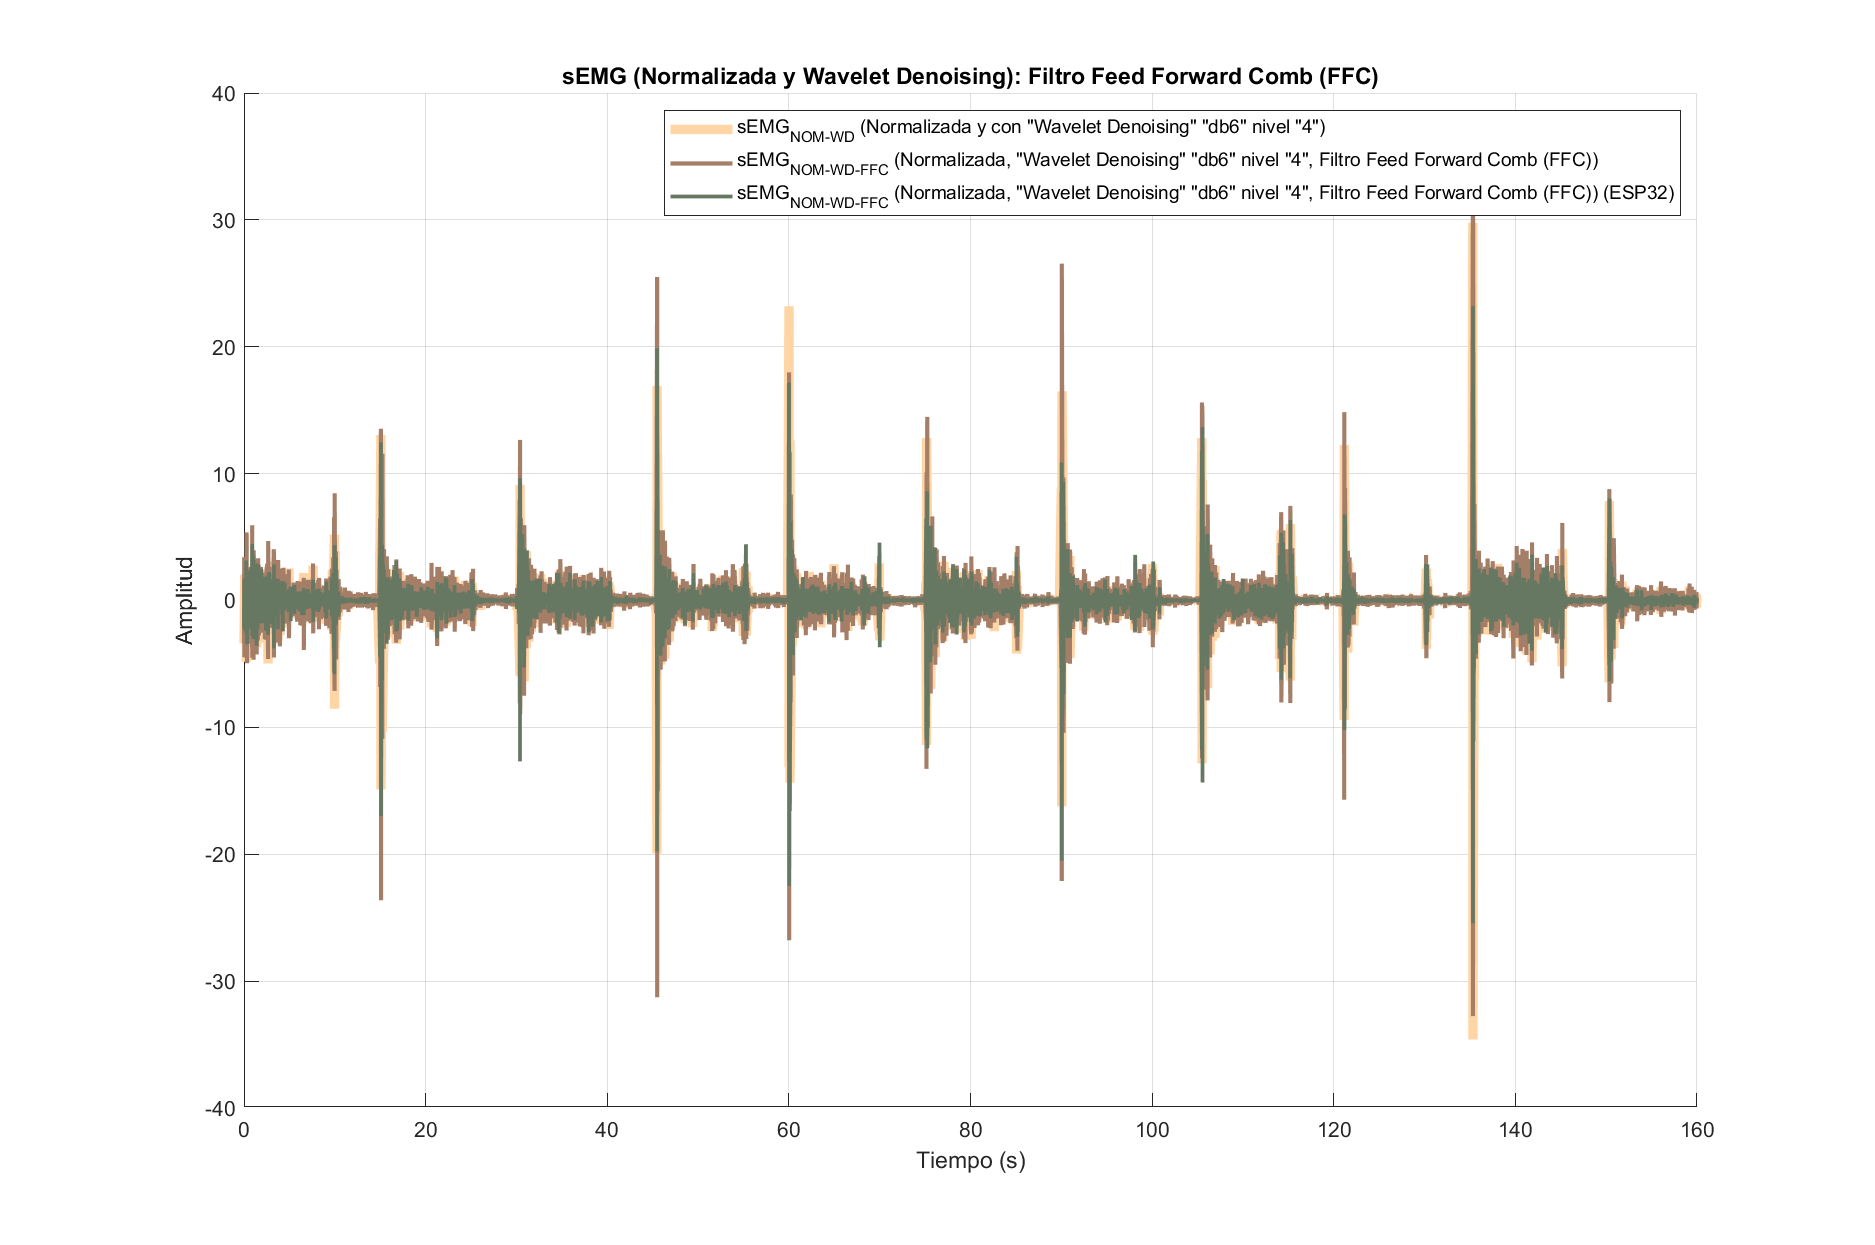 sEMG (Normalizada y Wavelet Denoising): Filtro Feed Forward Comb (FFC)
sEMG_NOM-WD (Normalizada y con "Wavelet Denoising" "db6" nivel "4")
sEMG_NOM-WD-FFC (Normalizada, "Wavelet Denoising" "db6" nivel "4", Filtro Feed Forward Comb (FFC))
sEMG_NOM-WD-FFC (Normalizada, "Wavelet Denoising" "db6" nivel "4", Filtro Feed Forward Comb (FFC)) (ESP32)
Amplitud
40
30
20
10
0
-10
-20
-30
-40
0 20 40 60 80 100 120 140 160
Tiempo (s)